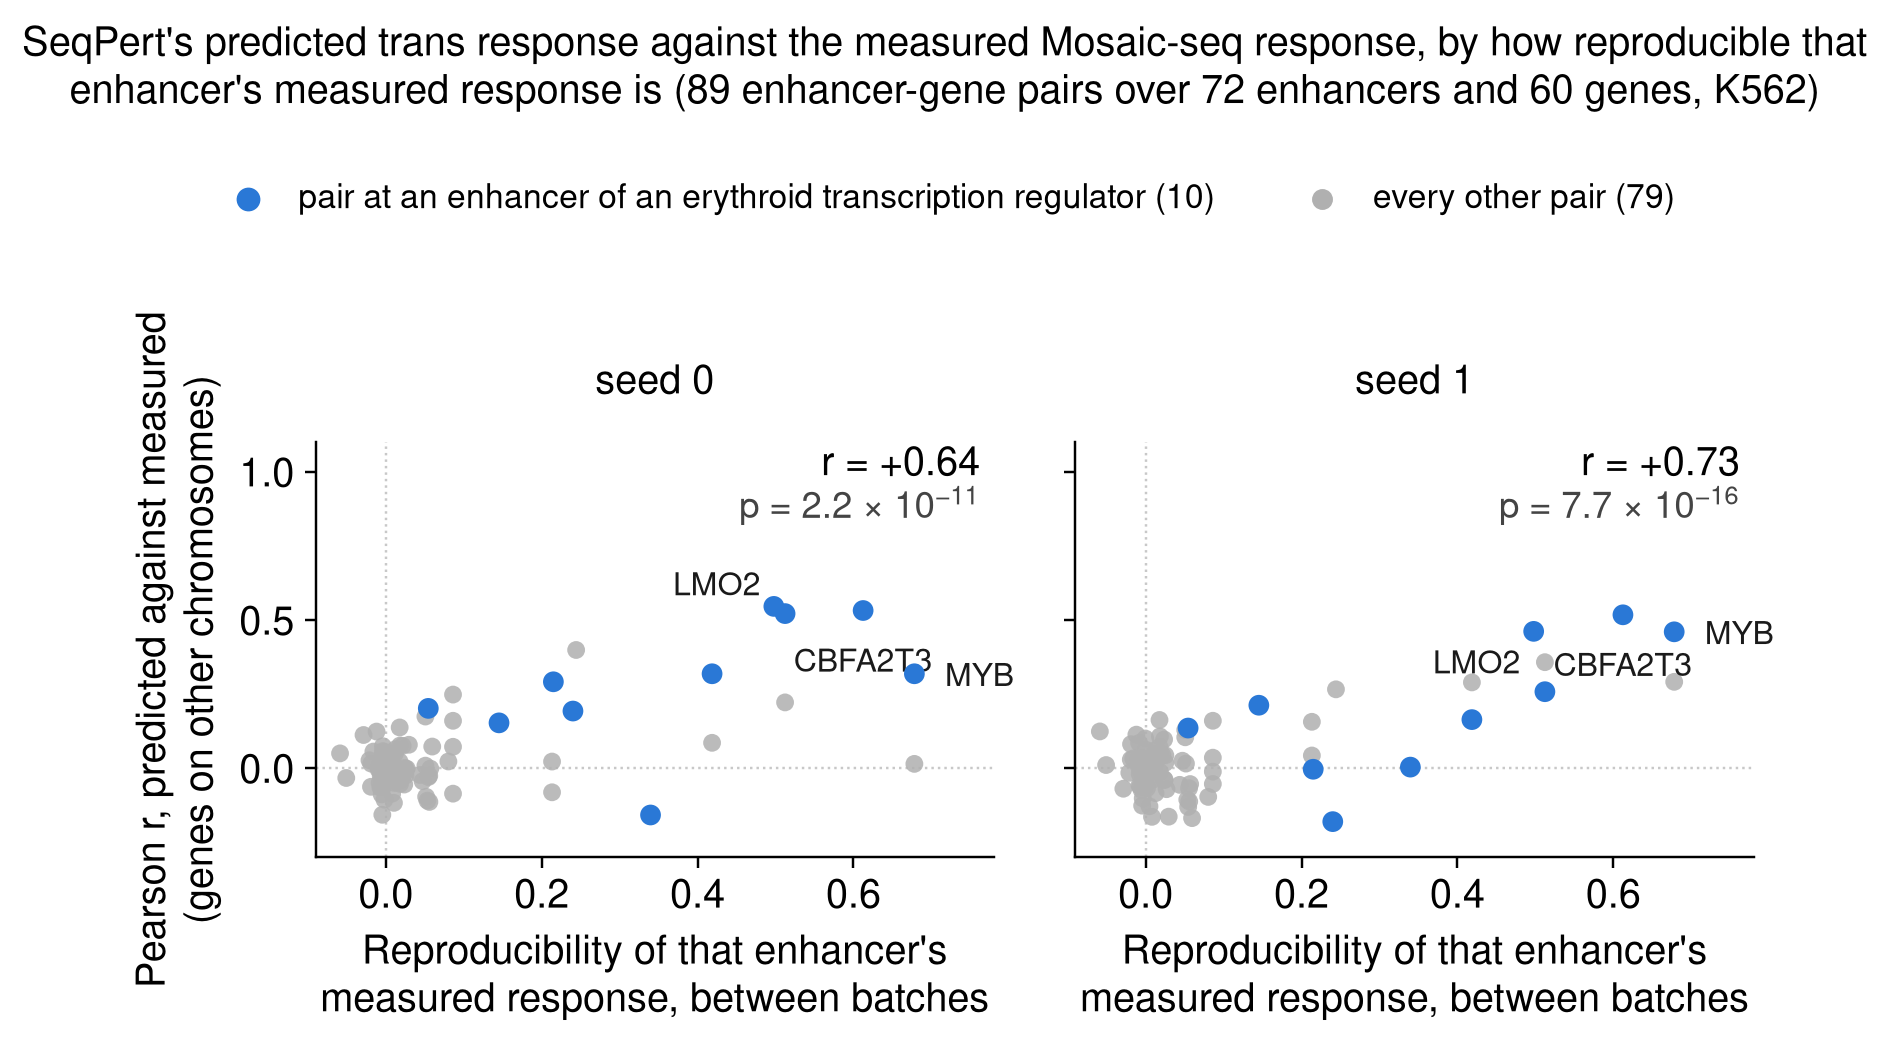 SeqPert's predicted trans response against the measured Mosaic-seq response, by how reproducible that
enhancer's measured response is (89 enhancer-gene pairs over 72 enhancers and 60 genes, K562)
pair at an enhancer of an erythroid transcription regulator (10)
every other pair (79)
Pearson r, predicted against measured
(genes on other chromosomes)
seed 0
1.0
0.5
0.0
r = +0.64
p = 2.2 × 10⁻¹¹
LMO2
CBFA2T3
MYB
0.0 0.2 0.4 0.6
Reproducibility of that enhancer's
measured response, between batches
seed 1
r = +0.73
p = 7.7 × 10⁻¹⁶
MYB
LMO2
CBFA2T3
0.0 0.2 0.4 0.6
Reproducibility of that enhancer's
measured response, between batches